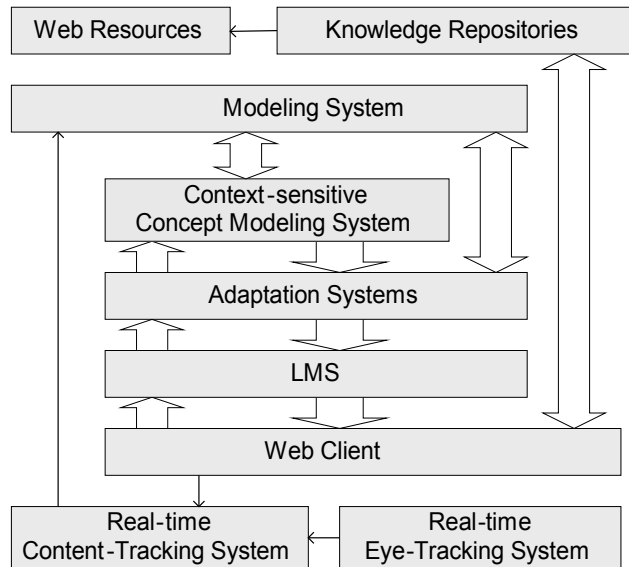 Web Resources
Knowledge Repositories
Modeling System
Context-sensitive
Concept Modeling System
Adaptation Systems
LMS
Web Client
Real-time
Content-Tracking System
Real-time
Eye-Tracking System